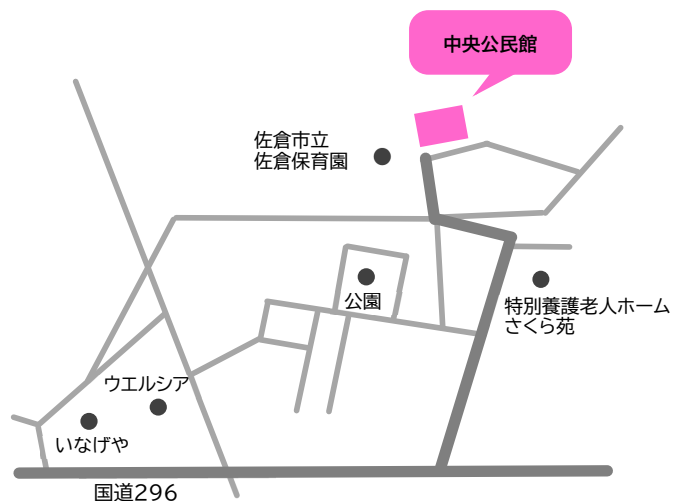 中央公民館
佐倉市立
佐倉保育園
公園
特別養護老人ホーム
さくら苑
ウエルシア
いなげや
国道296